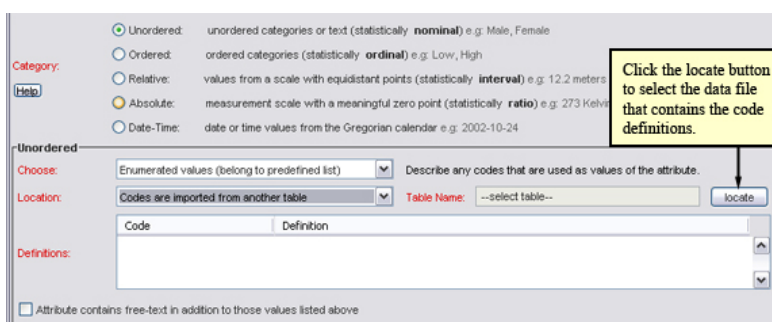 Category:
Help
Unordered: unordered categories or text (statistically nominal) e.g: Male, Female
Ordered: ordered categories (statistically ordinal) e.g: Low, High
Relative: values from a scale with equidistant points (statistically interval) e.g: 12.2 meters
Absolute: measurement scale with a meaningful zero point (statistically ratio) e.g: 273 Kelvin
Date-Time: date or time values from the Gregorian calendar e.g: 2002-10-24
Click the locate button
to select the data file
that contains the code
definitions.
Unordered
Choose: Enumerated values (belong to predefined list) Describe any codes that are used as values of the attribute.
Location: Codes are imported from another table Table Name: --select table-- locate
Code Definition
Definitions:
Attribute contains free-text in addition to those values listed above